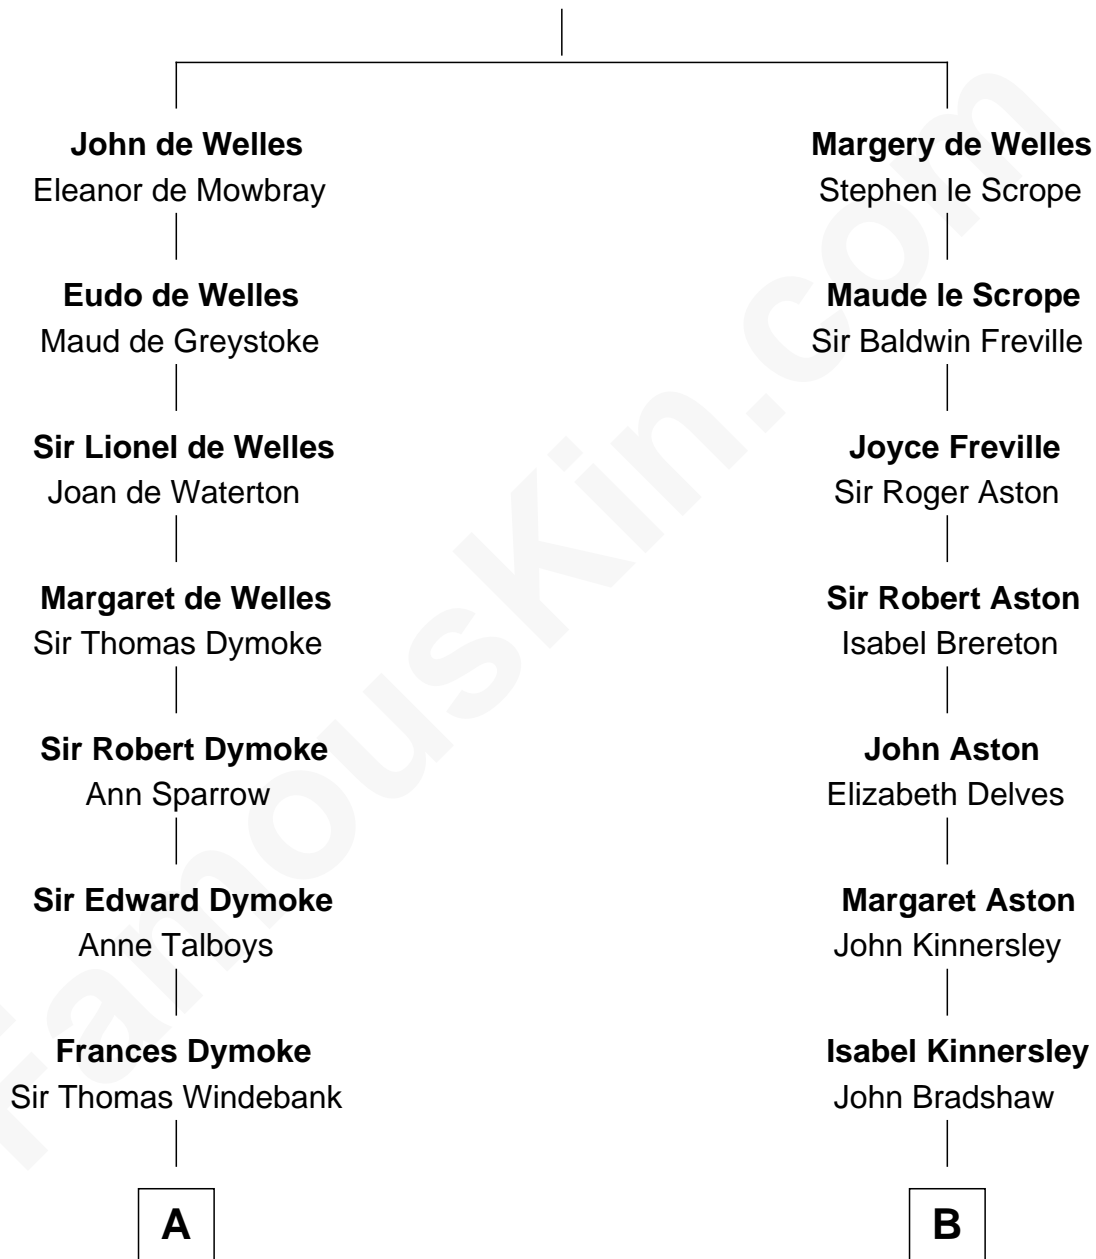 John de Welles
Eleanor de Mowbray
Eudo de Welles
Maud de Greystoke
Sir Lionel de Welles
Joan de Waterton
Margaret de Welles
Sir Thomas Dymoke
Sir Robert Dymoke
Ann Sparrow
Sir Edward Dymoke
Anne Talboys
Frances Dymoke
Sir Thomas Windebank
A
Margery de Welles
Stephen le Scrope
Maude le Scrope
Sir Baldwin Freville
Joyce Freville
Sir Roger Aston
Sir Robert Aston
Isabel Brereton
John Aston
Elizabeth Delves
Margaret Aston
John Kinnersley
Isabel Kinnersley
John Bradshaw
B
FamousKin.com